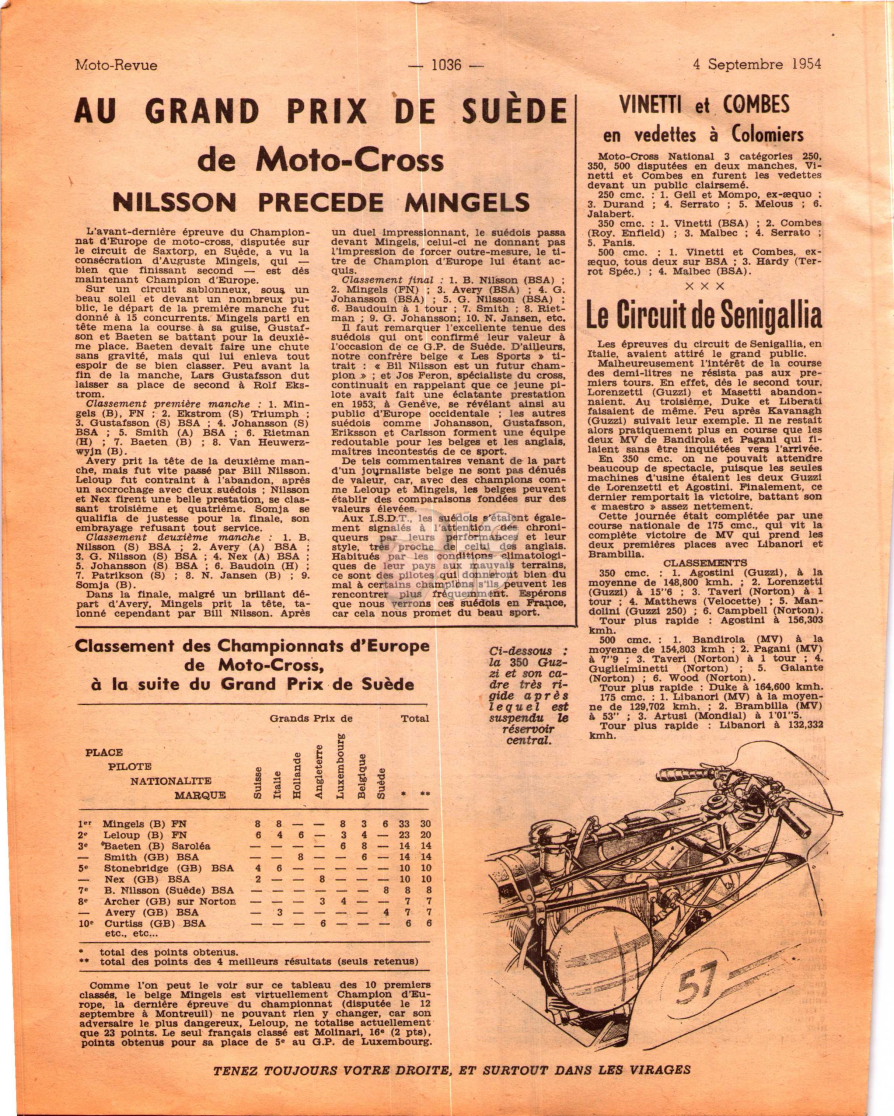 Moto-Revue — 1036 — 4 Septembre 1954
AU GRAND PRIX DE SUÈDE
de Moto-Cross
NILSSON PRECEDE MINGELS
L'avant-dernière épreuve du Champion-
nat d'Europe de moto-cross, disputée sur
le circuit de Saxtorp, en Suède, a vu la
consécration d'Auguste Mingels, qui —
bien que finissant second — est dès
maintenant Champion d'Europe.
Sur un circuit sablonneux, sous un
beau soleil et devant un nombreux pu-
blic, le départ de la première manche fut
donné à 15 concurrents. Mingels parti en
tête mena la course à sa guise, Gustaf-
son et Baeten se battant pour la deuxiè-
me place. Baeten devait faire une chute
sans gravité, mais qui lui enleva tout
espoir de se bien classer. Peu avant la
fin de la manche, Lars Gustafsson dut
laisser sa place de second à Rolf Eks-
trom.
Classement première manche : 1. Min-
gels (B), FN ; 2. Ekstrom (S) Triumph ;
3. Gustafsson (S) BSA ; 4. Johansson (S)
BSA ; 5. Smith (A) BSA ; 6. Rietman
(H) ; 7. Baeten (B) ; 8. Van Heuwerz-
wyjn (B).
Avery prit la tête de la deuxième man-
che, mais fut vite passé par Bill Nilsson.
Leloup fut contraint à l'abandon, après
un accrochage avec deux suédois ; Nilsson
et Nex firent une belle prestation, se clas-
sant troisième et quatrième. Somja se
qualifia de justesse pour la finale, son
embrayage refusant tout service.
Classement deuxième manche : 1. B.
Nilsson (S) BSA ; 2. Avery (A) BSA ;
3. G. Nilsson (S) BSA ; 4. Nex (A) BSA ;
5. Johansson (S) BSA ; 6. Baudoin (H) ;
7. Patrikson (S) ; 8. N. Jansen (B) ; 9.
Somja (B).
Dans la finale, malgré un brillant dé-
part d'Avery, Mingels prit la tête, ta-
lonné cependant par Bill Nilsson. Après
un duel impressionnant, le suédois passa
devant Mingels, celui-ci ne donnant pas
l'impression de forcer outre-mesure, le ti-
tre de Champion d'Europe lui étant ac-
quis.
Classement final : 1. B. Nilsson (BSA) ;
2. Mingels (FN) ; 3. Avery (BSA) ; 4. G.
Johansson (BSA) ; 5. G. Nilsson (BSA) ;
6. Baudouin à 1 tour ; 7. Smith ; 8. Riet-
man ; 9. G. Johansson; 10. N. Jansen, etc.
Il faut remarquer l'excellente tenue des
suédois qui ont confirmé leur valeur à
l'occasion de ce G.P. de Suède. D'ailleurs,
notre confrère belge « Les Sports » ti-
trait : « Bil Nilsson est un futur cham-
pion » ; et Jos Feron, spécialiste du cross,
continuait en rappelant que ce jeune pi-
lote avait fait une éclatante prestation
en 1953, à Genève, se révélant ainsi au
public d'Europe occidentale ; les autres
suédois comme Johansson, Gustafsson,
Eriksson et Carlsson forment une équipe
redoutable pour les belges et les anglais,
maîtres incontestés de ce sport.
De tels commentaires venant de la part
d'un journaliste belge ne sont pas dénués
de valeur, car, avec des champions com-
me Leloup et Mingels, les belges peuvent
établir des comparaisons fondées sur des
valeurs élevées.
Aux I.S.D.T., les suédois s'étaient égale-
ment signalés à l'attention des chroni-
queurs par leurs performances et leur
style, très proche de celui des anglais.
Habitués par les conditions climatologi-
ques de leur pays aux mauvais terrains,
ce sont des pilotes qui donneront bien du
mal à certains champions s'ils peuvent les
rencontrer plus fréquemment. Espérons
que nous verrons ces suédois en France,
car cela nous promet du beau sport.
Classement des Championnats d'Europe
de Moto-Cross,
à la suite du Grand Prix de Suède
Grands Prix de Total
PLACE
PILOTE
NATIONALITE
MARQUE Suisse Italie Hollande Angleterre Luxembourg Belgique Suède * **
1er Mingels (B) FN 8 8 — — 8 3 6 33 30
2e Leloup (B) FN 6 4 6 — 3 4 — 23 20
3e *Baeten (B) Saroléa — — — — 6 8 — 14 14
— Smith (GB) BSA — — 8 — — 6 — 14 14
5e Stonebridge (GB) BSA 4 6 — — — — — 10 10
— Nex (GB) BSA 2 — — 8 — — — 10 10
7e B. Nilsson (Suède) BSA — — — — — — 8 8 8
8e Archer (GB) sur Norton — — — 3 4 — — 7 7
— Avery (GB) BSA — 3 — — — — 4 7 7
10e Curtiss (GB) BSA — — — 6 — — — 6 6
etc., etc...
* total des points obtenus.
** total des points des 4 meilleurs résultats (seuls retenus)
Comme l'on peut le voir sur ce tableau des 10 premiers
classés, le belge Mingels est virtuellement Champion d'Eu-
rope, la dernière épreuve du championnat (disputée le 12
septembre à Montreuil) ne pouvant rien y changer, car son
adversaire le plus dangereux, Leloup, ne totalise actuellement
que 23 points. Le seul français classé est Molinari, 16e (2 pts),
points obtenus pour sa place de 5e au G.P. de Luxembourg.
VINETTI et COMBES
en vedettes à Colomiers
Moto-Cross National 3 catégories 250,
350, 500 disputées en deux manches, Vi-
netti et Combes en furent les vedettes
devant un public clairsemé.
250 cmc. : 1. Geil et Mompo, ex-æquo ;
3. Durand ; 4. Serrato ; 5. Melous ; 6.
Jalabert.
350 cmc. : 1. Vinetti (BSA) ; 2. Combes
(Roy. Enfield) ; 3. Malbec ; 4. Serrato ;
5. Panis.
500 cmc. : 1. Vinetti et Combes, ex-
æquo, tous deux sur BSA ; 3. Hardy (Ter-
rot Spéc.) ; 4. Malbec (BSA).
× × ×
Le Circuit de Senigallia
Les épreuves du circuit de Senigallia, en
Italie, avaient attiré le grand public.
Malheureusement l'intérêt de la course
des demi-litres ne résista pas aux pre-
miers tours. En effet, dès le second tour,
Lorenzetti (Guzzi) et Masetti abandon-
naient. Au troisième, Duke et Liberati
faisaient de même. Peu après Kavanagh
(Guzzi) suivait leur exemple. Il ne restait
alors pratiquement plus en course que les
deux MV de Bandirola et Pagani qui fi-
laient sans être inquiétées vers l'arrivée.
En 350 cmc. on ne pouvait attendre
beaucoup de spectacle, puisque les seules
machines d'usine étaient les deux Guzzi
de Lorenzetti et Agostini. Finalement, ce
dernier remportait la victoire, battant son
« maestro » assez nettement.
Cette journée était complétée par une
course nationale de 175 cmc., qui vit la
complète victoire de MV qui prend les
deux premières places avec Libanori et
Brambilla.
CLASSEMENTS
350 cmc. : 1. Agostini (Guzzi), à la
moyenne de 148,800 kmh. ; 2. Lorenzetti
(Guzzi) à 15"6 ; 3. Taveri (Norton) à 1
tour ; 4. Matthews (Velocette) ; 5. Man-
dolini (Guzzi 250) ; 6. Campbell (Norton).
Tour plus rapide : Agostini à 156,303
kmh.
500 cmc. : 1. Bandirola (MV) à la
moyenne de 154,803 kmh ; 2. Pagani (MV)
à 7"9 ; 3. Taveri (Norton) à 1 tour ; 4.
Guglielminetti (Norton) ; 5. Galante
(Norton) ; 6. Wood (Norton).
Tour plus rapide : Duke à 164,600 kmh.
175 cmc. : 1. Libanori (MV) à la moyen-
ne de 129,702 kmh. ; 2. Brambilla (MV)
à 53" ; 3. Artusi (Mondial) à 1'01"5.
Tour plus rapide : Libanori à 132,332
kmh.
Ci-dessous :
la 350 Guz-
zi et son ca-
dre très ri-
gide après
lequel est
suspendu le
réservoir
central.
57
TENEZ TOUJOURS VOTRE DROITE, ET SURTOUT DANS LES VIRAGES